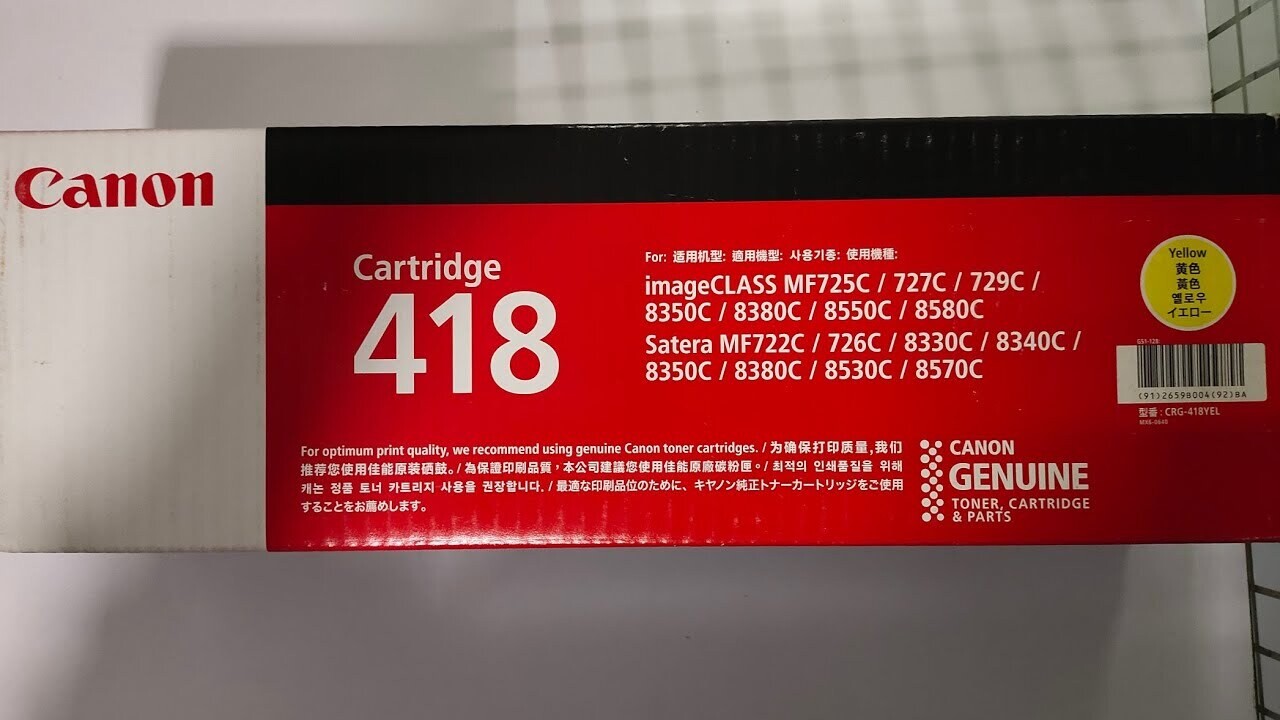 Canon
Cartridge
418
For: 适用机型: 適用機型: 사용기종: 使用機種:
imageCLASS MF725C / 727C / 729C /
8350C / 8380C / 8550C / 8580C
Satera MF722C / 726C / 8330C / 8340C /
8350C / 8380C / 8530C / 8570C
Yellow
黄色
黃色
옐로우
イエロー
GS1-128:
(91)26598004(92)BA
型番 : CRG-418YEL
For optimum print quality, we recommend using genuine Canon toner cartridges. / 为确保打印质量,我们
推荐您使用佳能原装硒鼓。/ 為保證印刷品質，本公司建議您使用佳能原廠碳粉匣。/ 최적의 인쇄품질을 위해
캐논 정품 토너 카트리지 사용을 권장합니다. / 最適な印刷品位のために、キヤノン純正トナーカートリッジをご使用
することをお薦めします。
CANON
GENUINE
TONER, CARTRIDGE
& PARTS